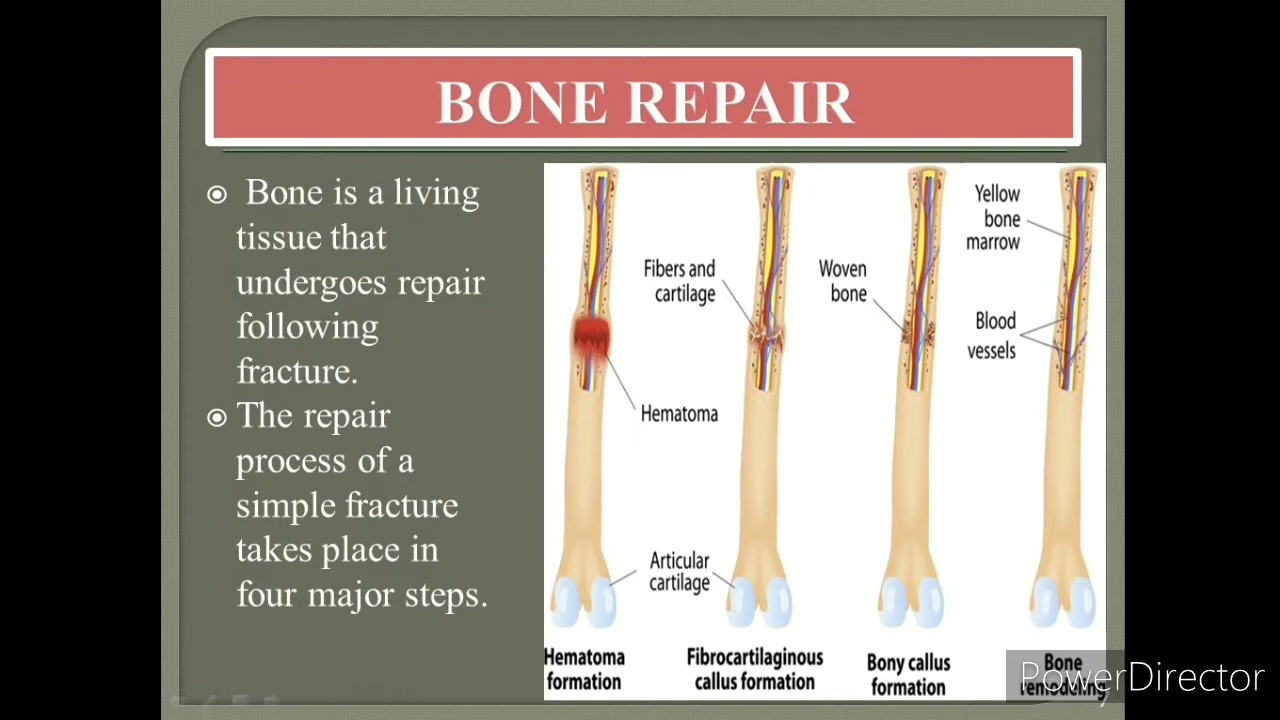 BONE REPAIR
Bone is a living
tissue that
undergoes repair
following
fracture.
The repair
process of a
simple fracture
takes place in
four major steps.
Fibers and
cartilage
Woven
bone
Yellow
bone
marrow
Blood
vessels
Hematoma
Articular
cartilage
Hematoma
formation
Fibrocartilaginous
callus formation
Bony callus
formation
Bone
remodeling
PowerDirector